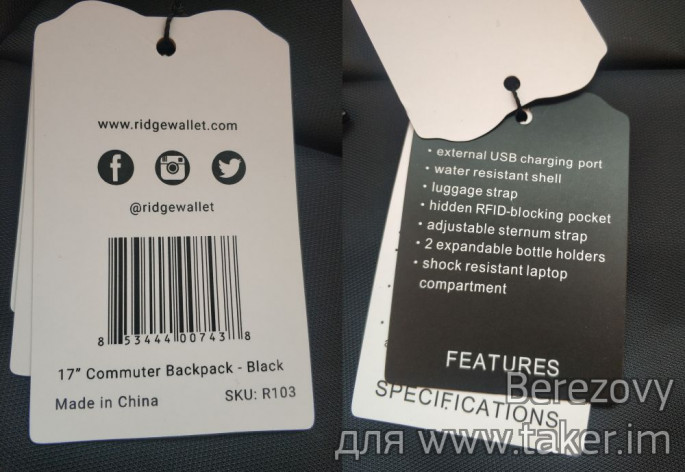 www.ridgewallet.com
@ridgewallet
8 53444 00743 8
17" Commuter Backpack - Black
Made in China SKU: R103
• external USB charging port
• water resistant shell
• luggage strap
• hidden RFID-blocking pocket
• adjustable sternum strap
• 2 expandable bottle holders
• shock resistant laptop
compartment
FEATURES
SPECIFICATIONS
Berezovy
для www.taker.im